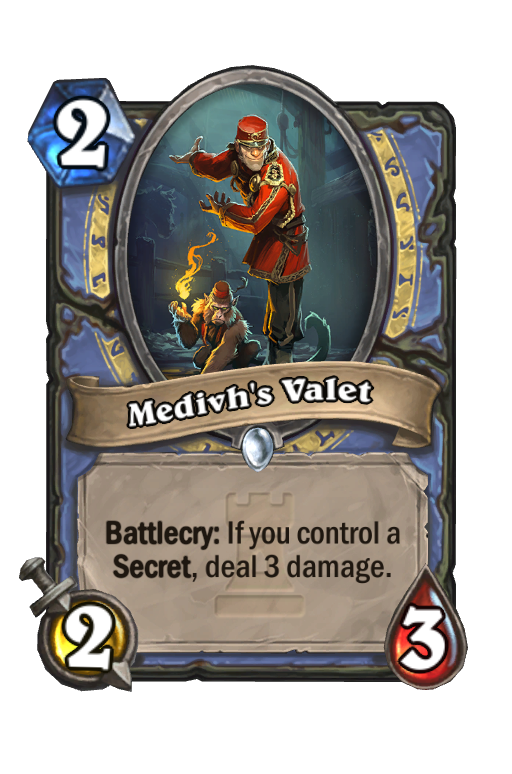 2
Medivh's Valet
Battlecry: If you control a
Secret, deal 3 damage.
2
3